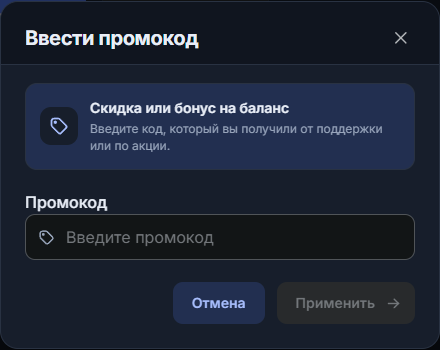 Ввести промокод
Скидка или бонус на баланс
Введите код, который вы получили от поддержки
или по акции.
Промокод
Введите промокод
Отмена
Применить →